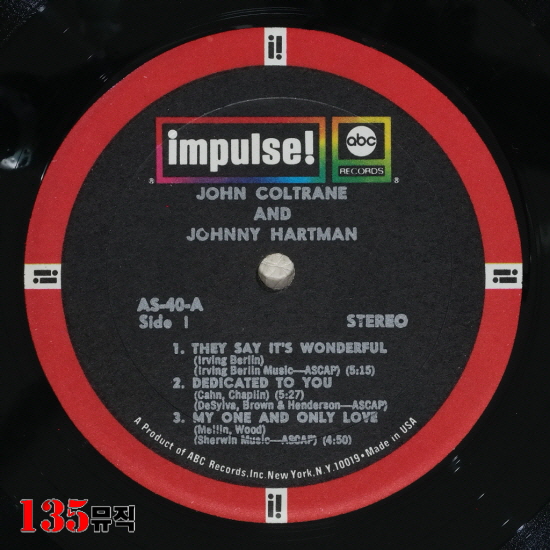 i!
impulse!
abc
RECORDS
®
®
JOHN COLTRANE
AND
JOHNNY HARTMAN
i!
i!
AS-40-A
Side 1
STEREO
1. THEY SAY IT'S WONDERFUL
(Irving Berlin)
(Irving Berlin Music—ASCAP) (5:15)
2. DEDICATED TO YOU
(Cahn, Chaplin) (5:27)
(DeSylva, Brown & Henderson—ASCAP)
3. MY ONE AND ONLY LOVE
(Mellin, Wood)
(Sherwin Music—ASCAP) (4:50)
A Product of ABC Records, Inc. New York, N.Y. 10019 • Made in USA
i!
135뮤직